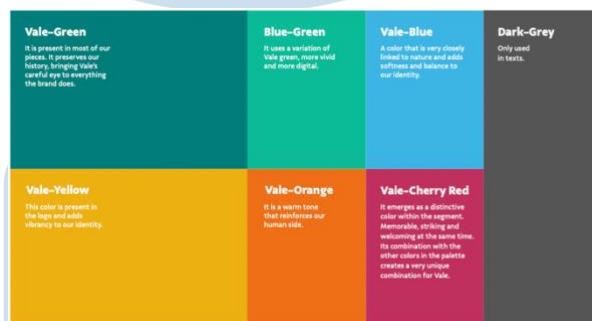 Vale-Green
It is present in most of our
pieces. It preserves our
history, bringing Vale's
careful eye to everything
the brand does.
Blue-Green
It uses a variation of
Vale green, more vivid
and more digital.
Vale-Blue
A color that is very closely
linked to nature and adds
softness and balance to
our identity.
Dark-Grey
Only used
in texts.
Vale-Yellow
This color is present in
the logo and adds
vibrancy to our identity.
Vale-Orange
It is a warm tone
that reinforces our
human side.
Vale-Cherry Red
It emerges as a distinctive
color within the segment.
Memorable, striking and
welcoming at the same time.
Its combination with the
other colors in the palette
creates a very unique
combination for Vale.